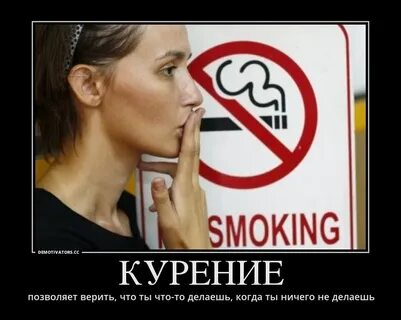 SMOKING
DEMOTIVATORS.CC
КУРЕНИЕ
позволяет верить, что ты что-то делаешь, когда ты ничего не делаешь